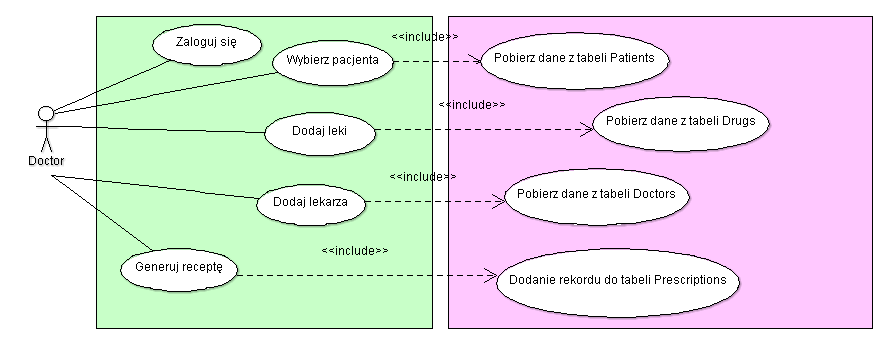 Zaloguj się
<<include>>
Wybierz pacjenta
Pobierz dane z tabeli Patients
<<include>>
Dodaj leki
Pobierz dane z tabeli Drugs
Doctor
<<include>>
Dodaj lekarza
Pobierz dane z tabeli Doctors
<<include>>
Generuj receptę
Dodanie rekordu do tabeli Prescriptions